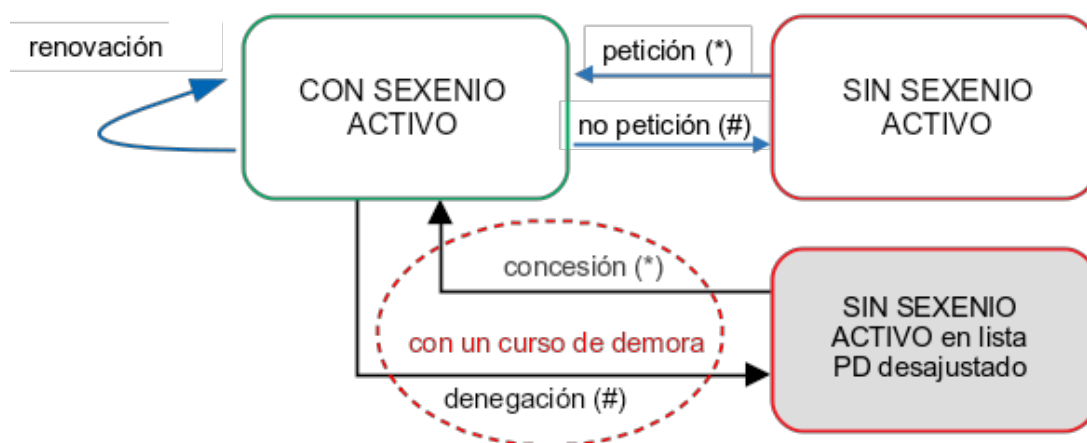 renovación
CON SEXENIO
ACTIVO
petición (*)
no petición (#)
SIN SEXENIO
ACTIVO
concesión (*)
con un curso de demora
denegación (#)
SIN SEXENIO
ACTIVO en lista
PD desajustado